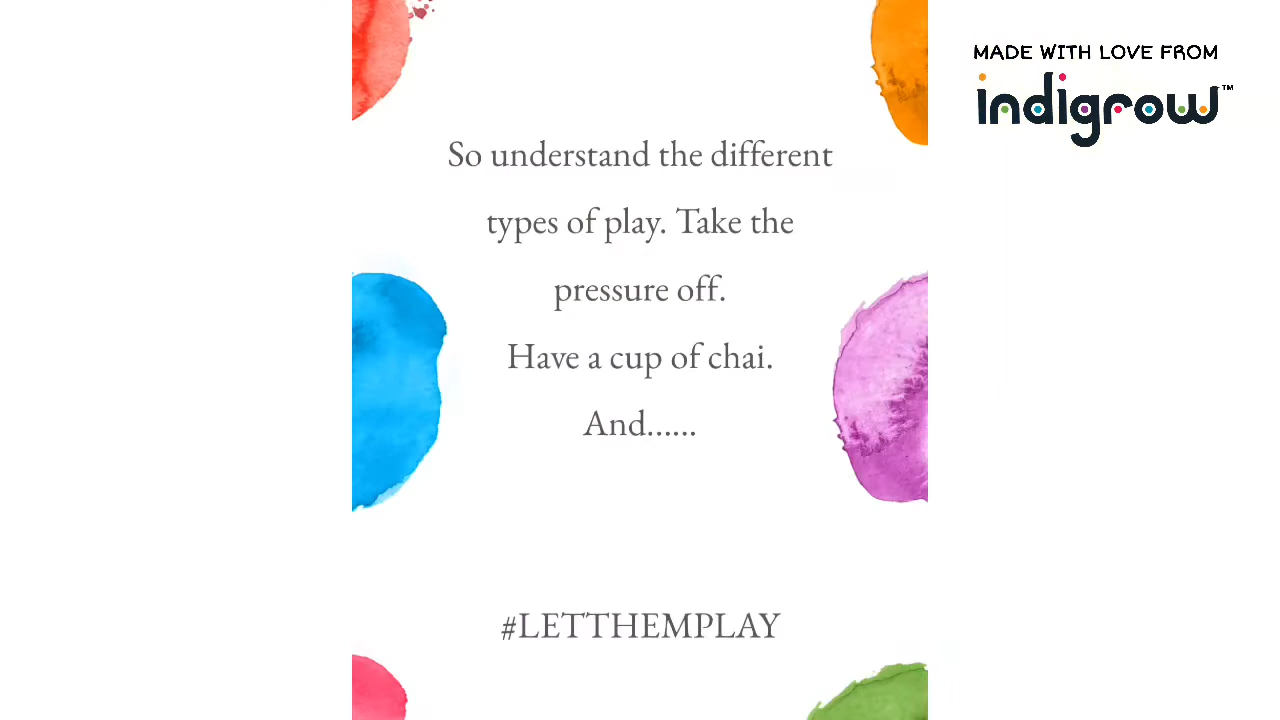 MADE WITH LOVE FROM
indigrow™
So understand the different
types of play. Take the
pressure off.
Have a cup of chai.
And......
#LETTHEMPLAY